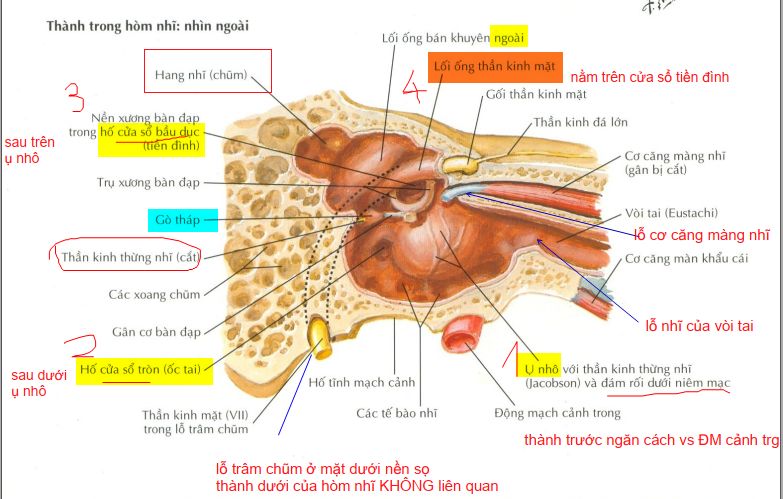 Thành trong hòm nhĩ: nhìn ngoài
Lối ống bán khuyên ngoài
Hang nhĩ (chũm)
4
Lối ống thần kinh mặt
nằm trên cửa sổ tiền đình
Gối thần kinh mặt
3
Nền xương bàn đạp
trong hố cửa sổ bầu dục
(tiền đình)
sau trên
ụ nhô
Thần kinh đá lớn
Cơ căng màng nhĩ
(gân bị cắt)
Trụ xương bàn đạp
Gò tháp
Vòi tai (Eustachi)
lỗ cơ căng màng nhĩ
Thần kinh thừng nhĩ (cắt)
Cơ căng màn khẩu cái
Các xoang chũm
Gân cơ bàn đạp
lỗ nhĩ của vòi tai
2
Hố cửa sổ tròn (ốc tai)
sau dưới
ụ nhô
1
Ụ nhô với thần kinh thừng nhĩ
(Jacobson) và đám rối dưới niêm mạc
Hố tĩnh mạch cảnh
Thần kinh mặt (VII)
trong lỗ trâm chũm
Các tế bào nhĩ
Động mạch cảnh trong
thành trước ngăn cách vs ĐM cảnh trg
lỗ trâm chũm ở mặt dưới nền sọ
thành dưới của hòm nhĩ KHÔNG liên quan